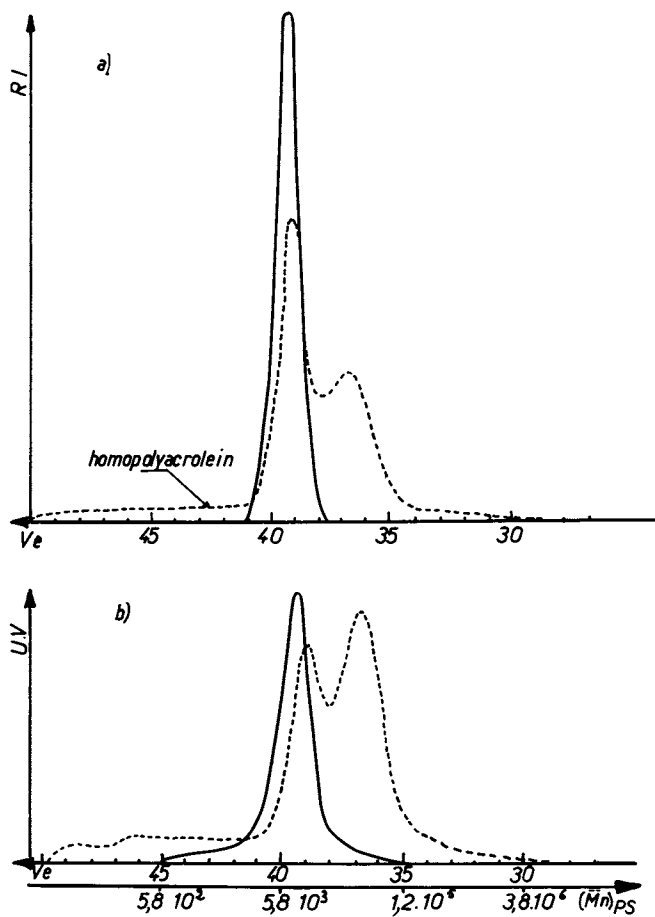 a)
RI
homopolyacrolein
Ve 45 40 35 30
b)
U.V
Ve 45 40 35 30
5,8 10² 5,8 10³ 1,2.10⁵ 3,8.10⁶ (M̅n)PS